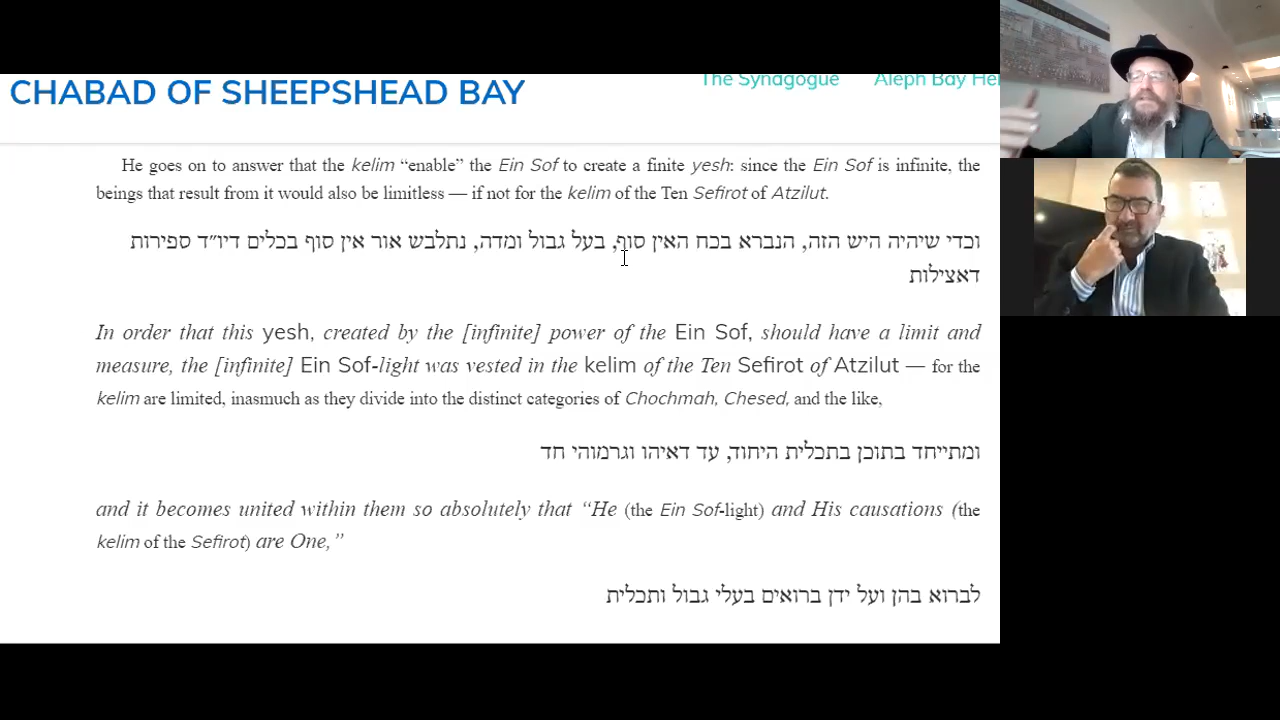 CHABAD OF SHEEPSHEAD BAY
The Synagogue Aleph Bay
He goes on to answer that the kelim “enable” the Ein Sof to create a finite yesh: since the Ein Sof is infinite, the
beings that result from it would also be limitless — if not for the kelim of the Ten Sefirot of Atzilut.
וכדי שיהיה היש הזה, הנברא בכח האין סוף, בעל גבול ומדה, נתלבש אור אין סוף בכלים דיו״ד ספירות
דאצילות
In order that this yesh, created by the [infinite] power of the Ein Sof, should have a limit and
measure, the [infinite] Ein Sof-light was vested in the kelim of the Ten Sefirot of Atzilut — for the
kelim are limited, inasmuch as they divide into the distinct categories of Chochmah, Chesed, and the like,
ומתייחד בתוכן בתכלית היחוד, עד דאיהו וגרמוהי חד
and it becomes united within them so absolutely that “He (the Ein Sof-light) and His causations (the
kelim of the Sefirot) are One,”
לברוא בהן ועל ידן ברואים בעלי גבול ותכלית